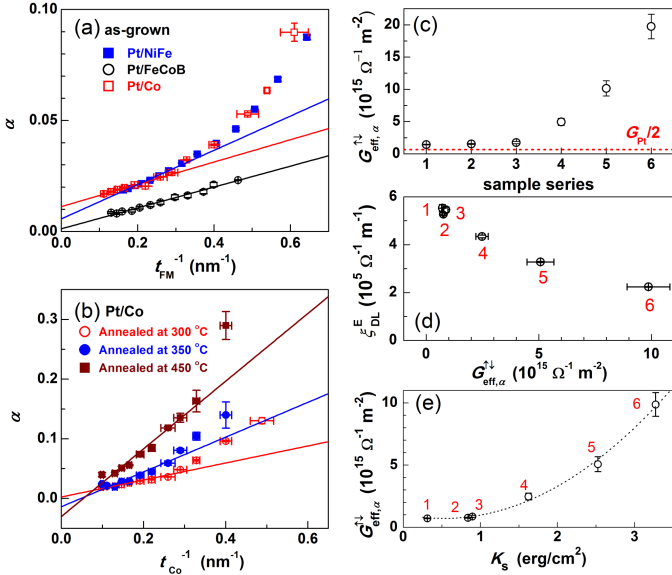 (a) as-grown
Pt/NiFe
Pt/FeCoB
Pt/Co
0.10
0.05
0.00
α
0.0 0.2 0.4 0.6
t_FM^-1 (nm^-1)
(b) Pt/Co
Annealed at 300 °C
Annealed at 350 °C
Annealed at 450 °C
0.3
0.2
0.1
0.0
α
0.0 0.2 0.4 0.6
t_Co^-1 (nm^-1)
(c)
20
15
10
5
0
G^↑↓_eff,α (10^15 Ω^-1 m^-2)
G_Pt/2
1 2 3 4 5 6
sample series
6
4
2
0
ξ^E_DL (10^5 Ω^-1 m^-1)
1 2 3 4 5 6
(d)
0 5 10
G^↑↓_eff,α (10^15 Ω^-1 m^-2)
(e)
10
5
0
G^↑↓_eff,α (10^15 Ω^-1 m^-2)
1 2 3 4 5 6
0 1 2 3
K_s (erg/cm^2)